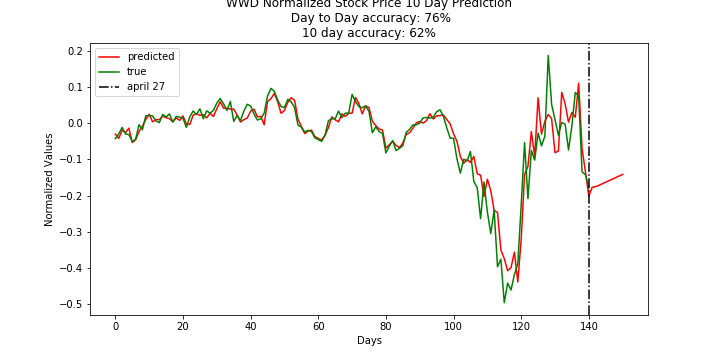 WWD Normalized Stock Price 10 Day Prediction
Day to Day accuracy: 76%
10 day accuracy: 62%
predicted
true
april 27
Normalized Values
0.2
0.1
0.0
−0.1
−0.2
−0.3
−0.4
−0.5
0 20 40 60 80 100 120 140
Days